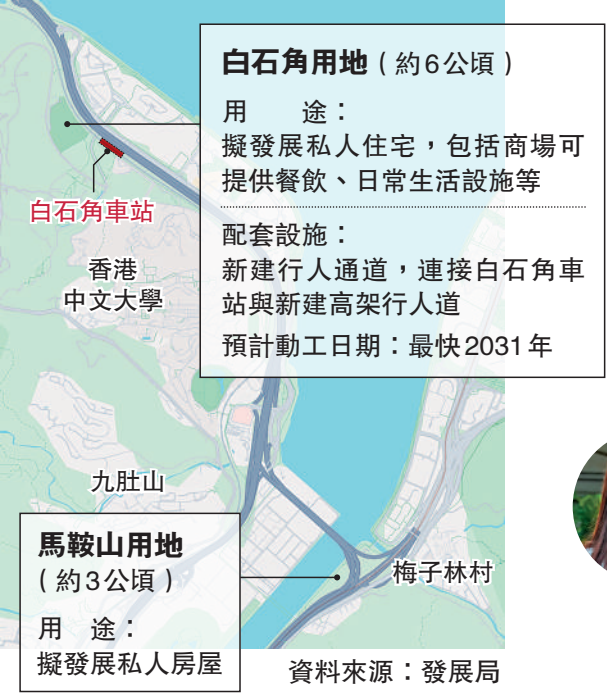 白石角用地（約6公頃）
用　　途：
擬發展私人住宅，包括商場可
提供餐飲、日常生活設施等
配套設施：
新建行人通道，連接白石角車
站與新建高架行人道
預計動工日期：最快2031年
白石角車站
香港
中文大學
九肚山
馬鞍山用地
（約3公頃）
用　途：
擬發展私人房屋
梅子林村
資料來源：發展局